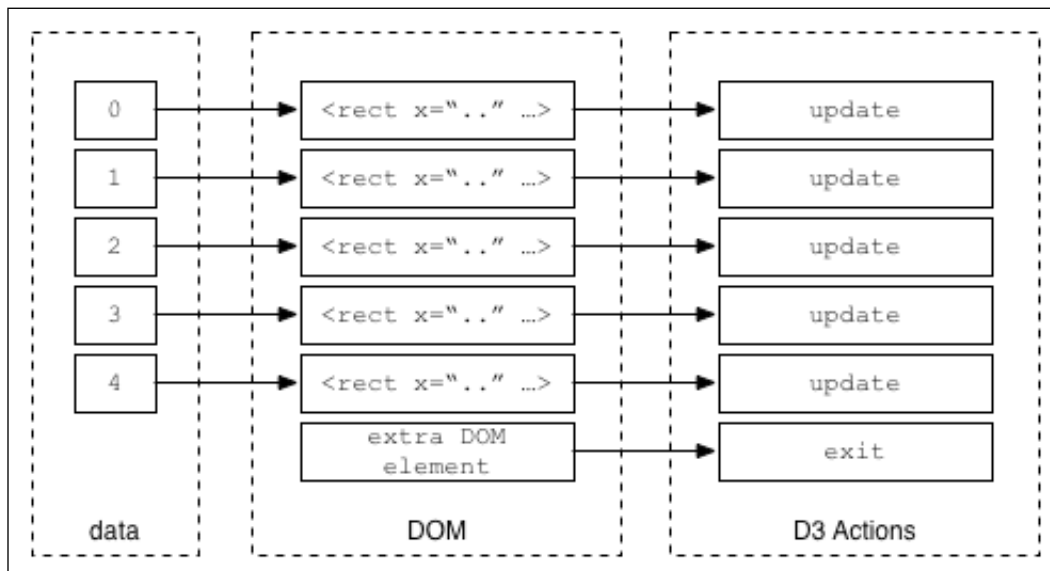 0 <rect x=“..” …> update
1 <rect x=“..” …> update
2 <rect x=“..” …> update
3 <rect x=“..” …> update
4 <rect x=“..” …> update
extra DOM
element
exit
data DOM D3 Actions